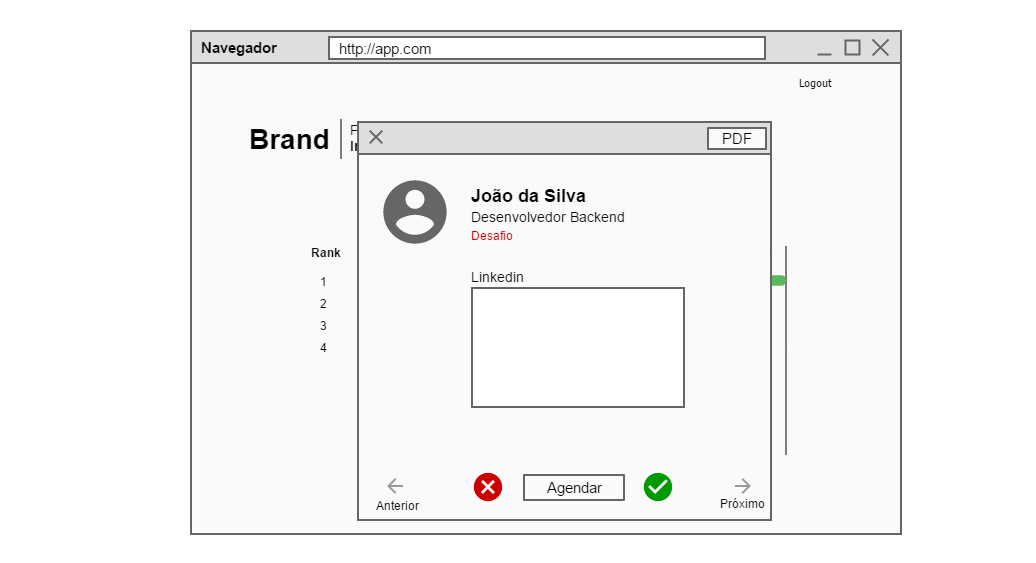 Navegador
http://app.com
Logout
Brand
PDF
João da Silva
Desenvolvedor Backend
Desafio
Rank
Linkedin
1
2
3
4
Agendar
Anterior
Próximo